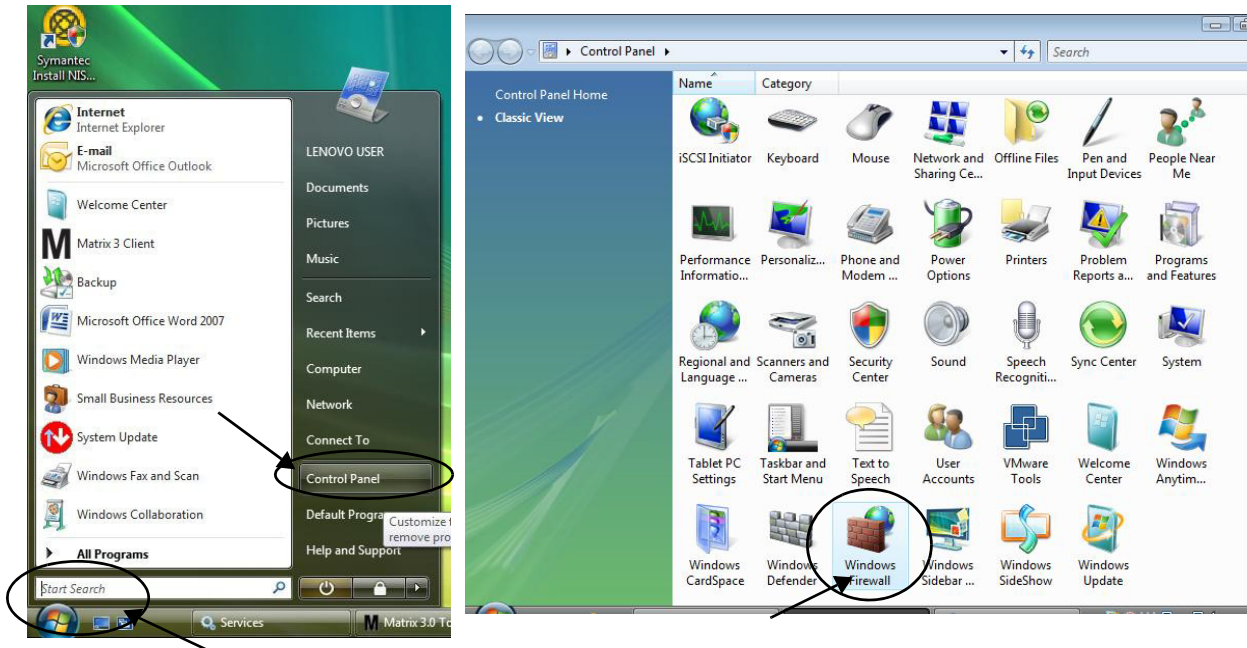 Symantec
Install NIS...
Internet
Internet Explorer
E-mail
Microsoft Office Outlook
Welcome Center
Matrix 3 Client
Backup
Microsoft Office Word 2007
Windows Media Player
Small Business Resources
System Update
Windows Fax and Scan
Windows Collaboration
All Programs
Start Search
LENOVO USER
Documents
Pictures
Music
Search
Recent Items
Computer
Network
Connect To
Control Panel
Default Progra
Customize t
remove pro
Help and Support
Services
M Matrix 3.0 To
Control Panel
Search
Control Panel Home
Classic View
Name Category
iSCSI Initiator
Keyboard
Mouse
Network and
Sharing Ce...
Offline Files
Pen and
Input Devices
People Near
Me
Performance
Informatio...
Personaliz...
Phone and
Modem ...
Power
Options
Printers
Problem
Reports a...
Programs
and Features
Regional and
Language ...
Scanners and
Cameras
Security
Center
Sound
Speech
Recogniti...
Sync Center
System
Tablet PC
Settings
Taskbar and
Start Menu
Text to
Speech
User
Accounts
VMware
Tools
Welcome
Center
Windows
Anytim...
Windows
CardSpace
Windows
Defender
Windows
Firewall
Windows
Sidebar ...
Windows
SideShow
Windows
Update